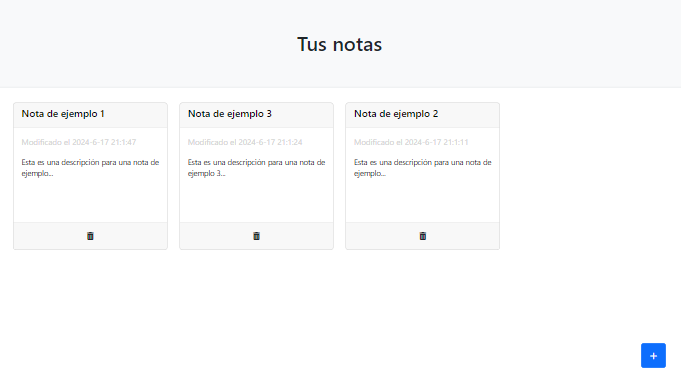 Tus notas
Nota de ejemplo 1
Modificado el 2024-6-17 21:1:47
Esta es una descripción para una nota de
ejemplo...
Nota de ejemplo 3
Modificado el 2024-6-17 21:1:24
Esta es una descripción para una nota de
ejemplo 3...
Nota de ejemplo 2
Modificado el 2024-6-17 21:1:11
Esta es una descripción para una nota de
ejemplo...
+